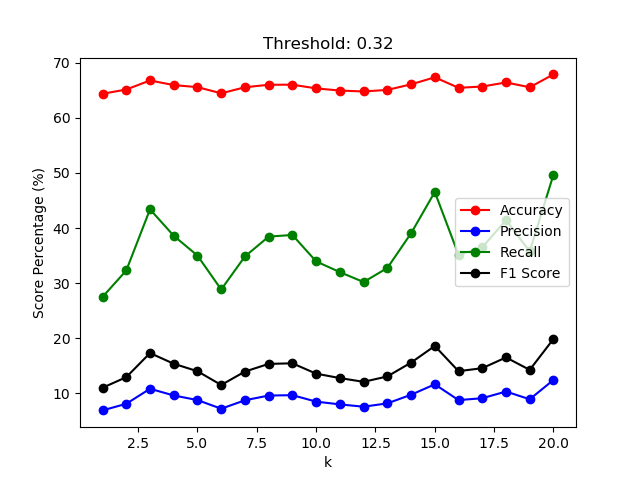 Threshold: 0.32
Score Percentage (%)
70
60
50
40
30
20
10
Accuracy
Precision
Recall
F1 Score
2.5 5.0 7.5 10.0 12.5 15.0 17.5 20.0
k